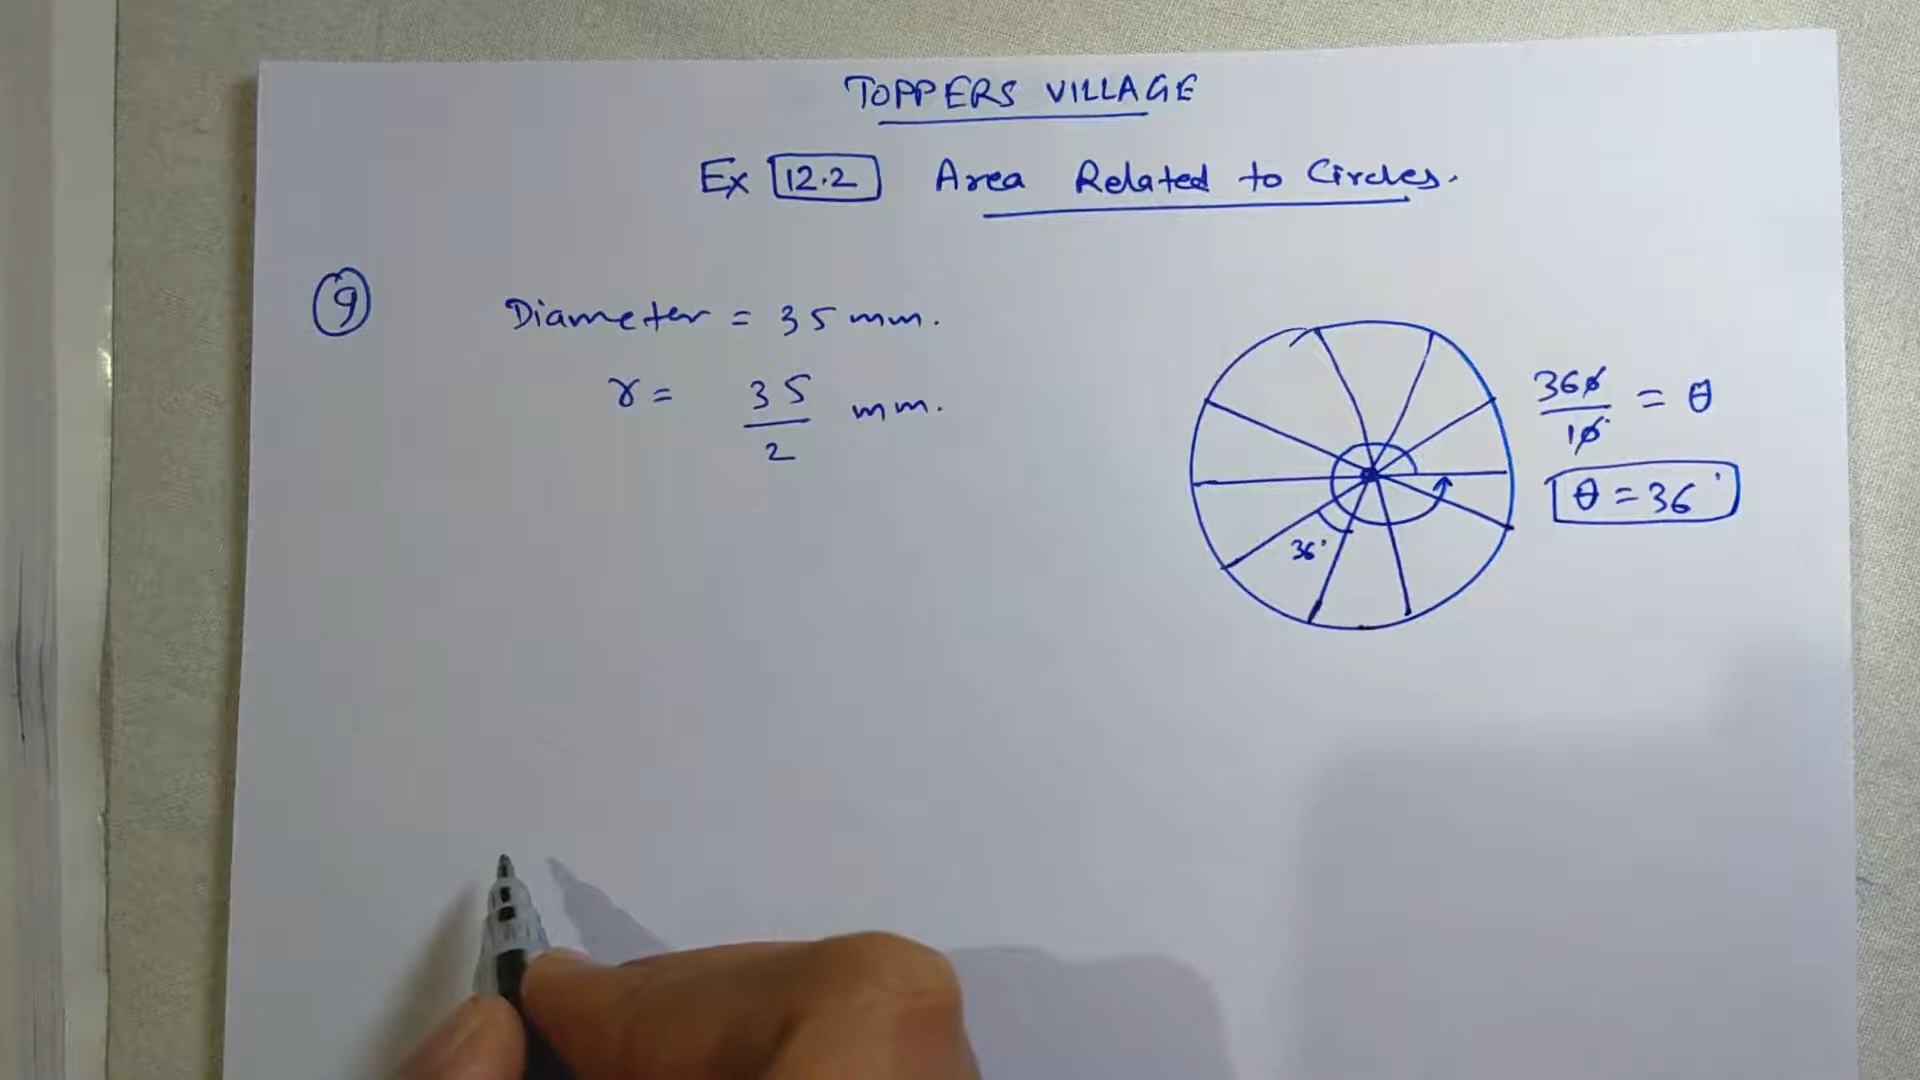 TOPPERS VILLAGE
Ex 12.2 Area Related to Circles.
9
Diameter = 35 mm.
r = 35/2 mm.
360/10 = θ
θ = 36°
36°